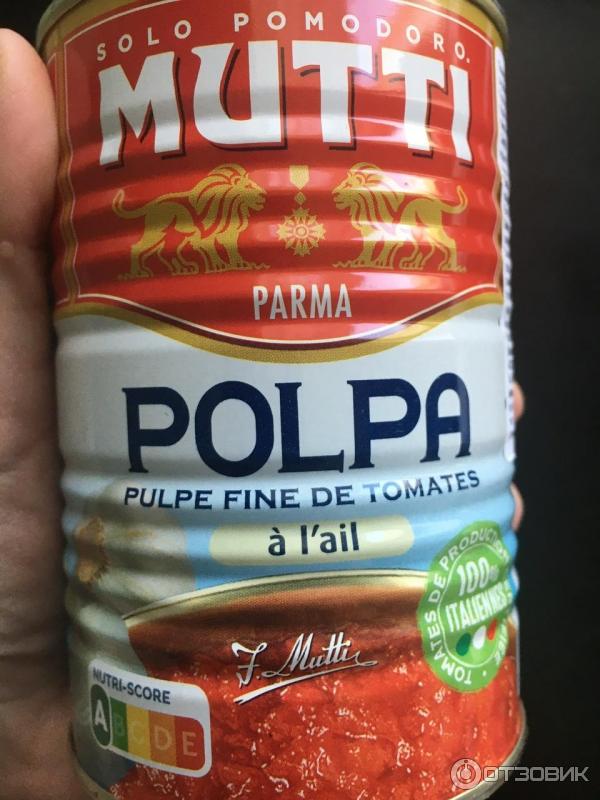 SOLO POMODORO.
MUTTI
PARMA
POLPA
PULPE FINE DE TOMATES
à l'ail
TOMATES DE PRODUCTION
100%
ITALIENNES
J. Mutti
NUTRI-SCORE
A B C D E
ОТЗОВИК